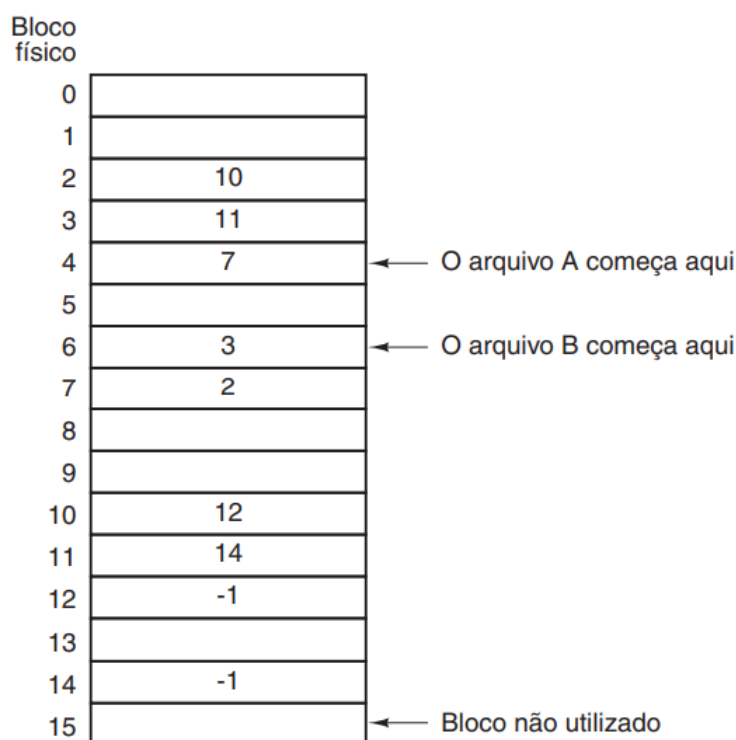 Bloco
físico
0
1
2 10
3 11
4 7 O arquivo A começa aqui
5
6 3 O arquivo B começa aqui
7 2
8
9
10 12
11 14
12 -1
13
14 -1
15 Bloco não utilizado